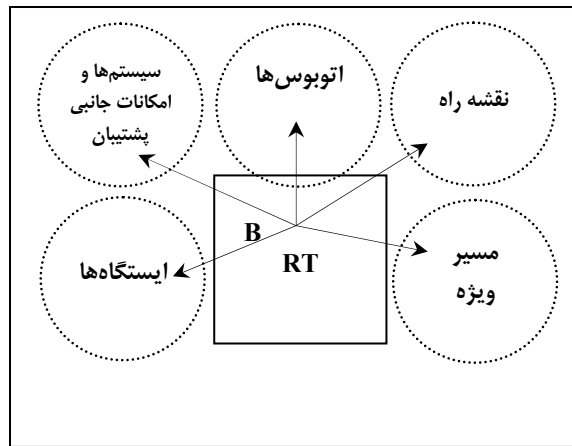 نقشه راه
اتوبوس‌ها
سیستم‌ها و
امکانات جانبی
پشتیبان
B
RT
مسیر
ویژه
ایستگاه‌ها